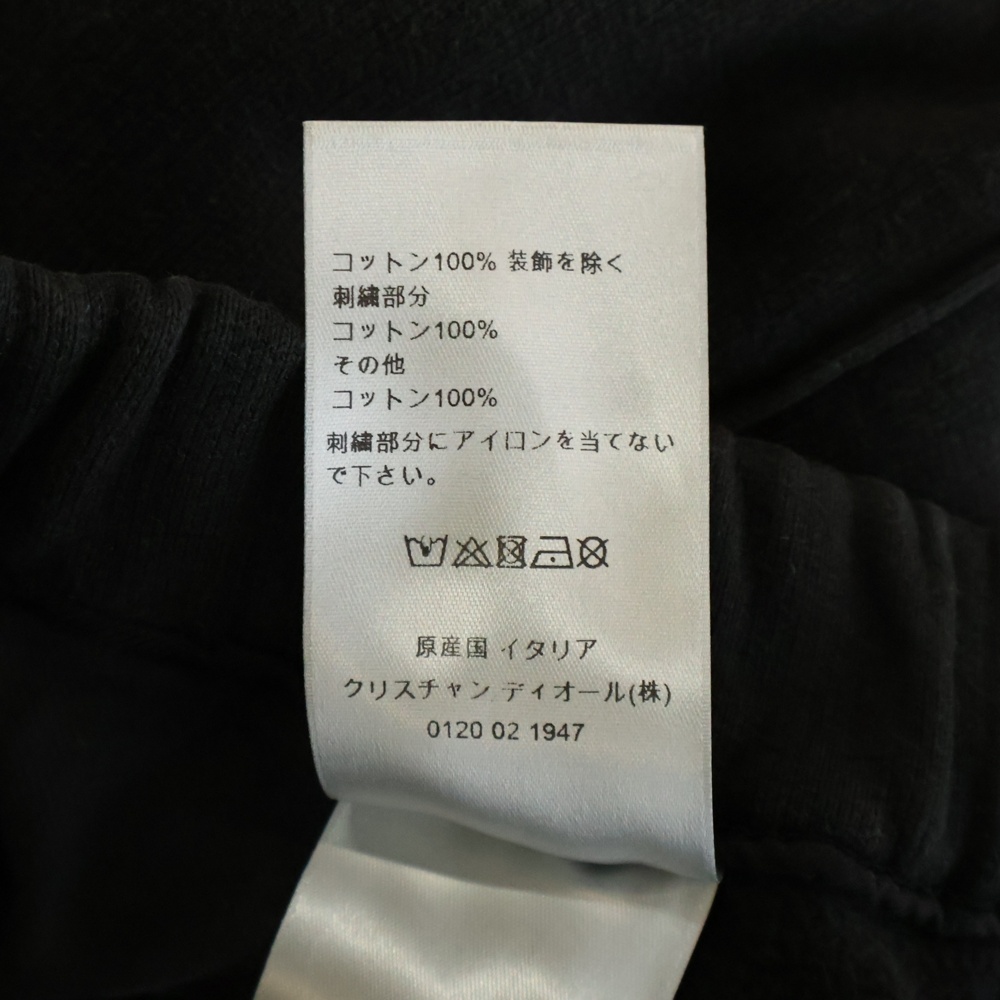 コットン100% 装飾を除く
刺繍部分
コットン100%
その他
コットン100%
刺繍部分にアイロンを当てない
で下さい。
原産国 イタリア
クリスチャン ディオール(株)
0120 02 1947